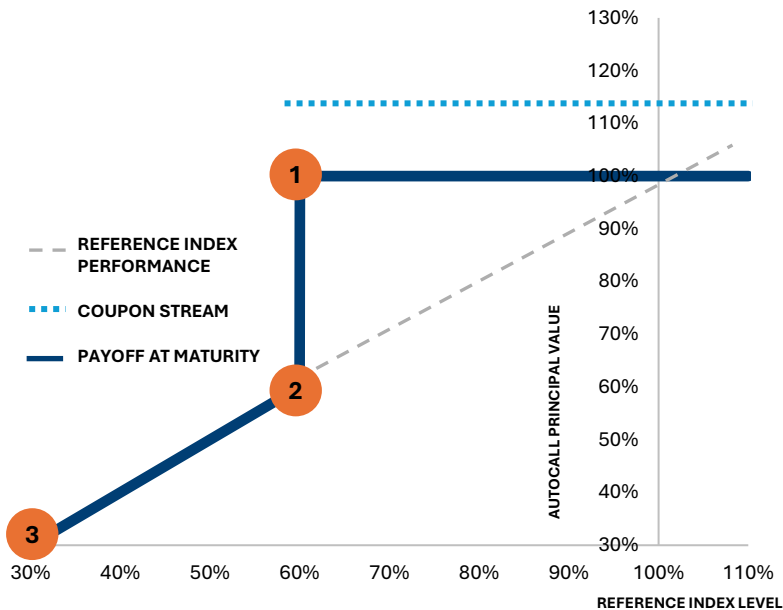 130%
120%
110%
1
100%
90%
REFERENCE INDEX
PERFORMANCE
80%
COUPON STREAM
70%
PAYOFF AT MATURITY
2
60%
AUTOCALL PRINCIPAL VALUE
50%
40%
3
30%
30% 40% 50% 60% 70% 80% 90% 100% 110%
REFERENCE INDEX LEVEL